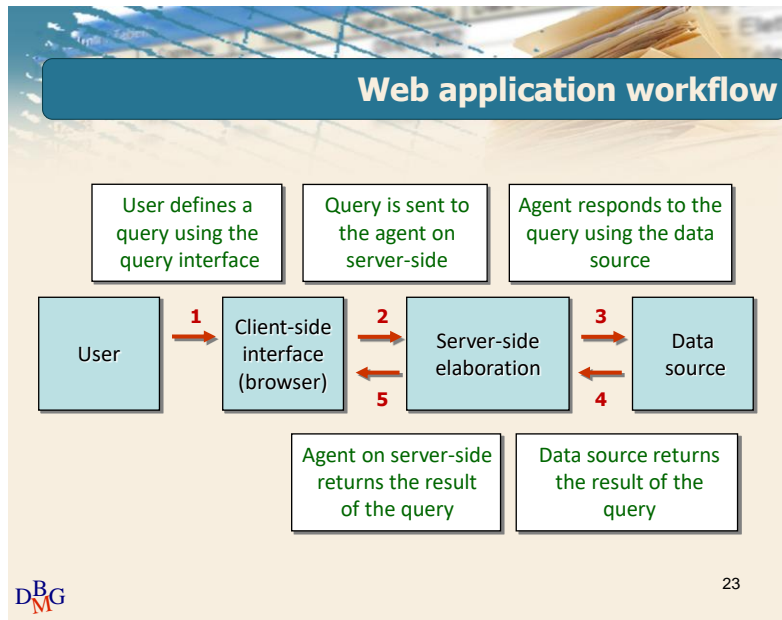 Web application workflow
User defines a
query using the
query interface
Query is sent to
the agent on
server-side
Agent responds to the
query using the data
source
User
1
Client-side
interface
(browser)
2
5
Server-side
elaboration
3
4
Data
source
Agent on server-side
returns the result
of the query
Data source returns
the result of the
query
DBMG
23